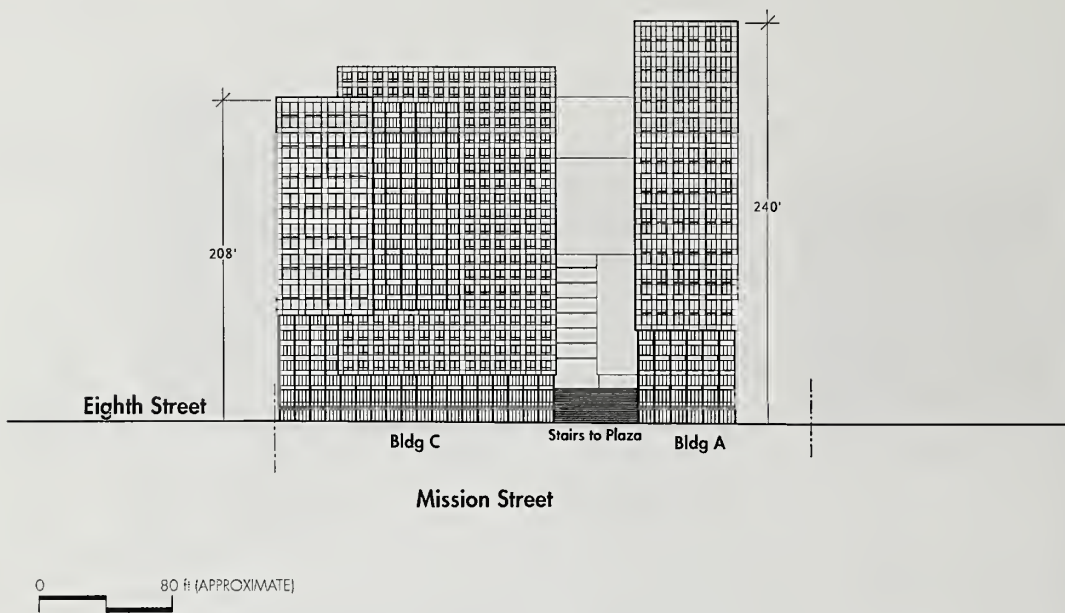 240'
208'
Eighth Street
Bldg C
Stairs to Plaza
Bldg A
Mission Street
0
80 ft (APPROXIMATE)